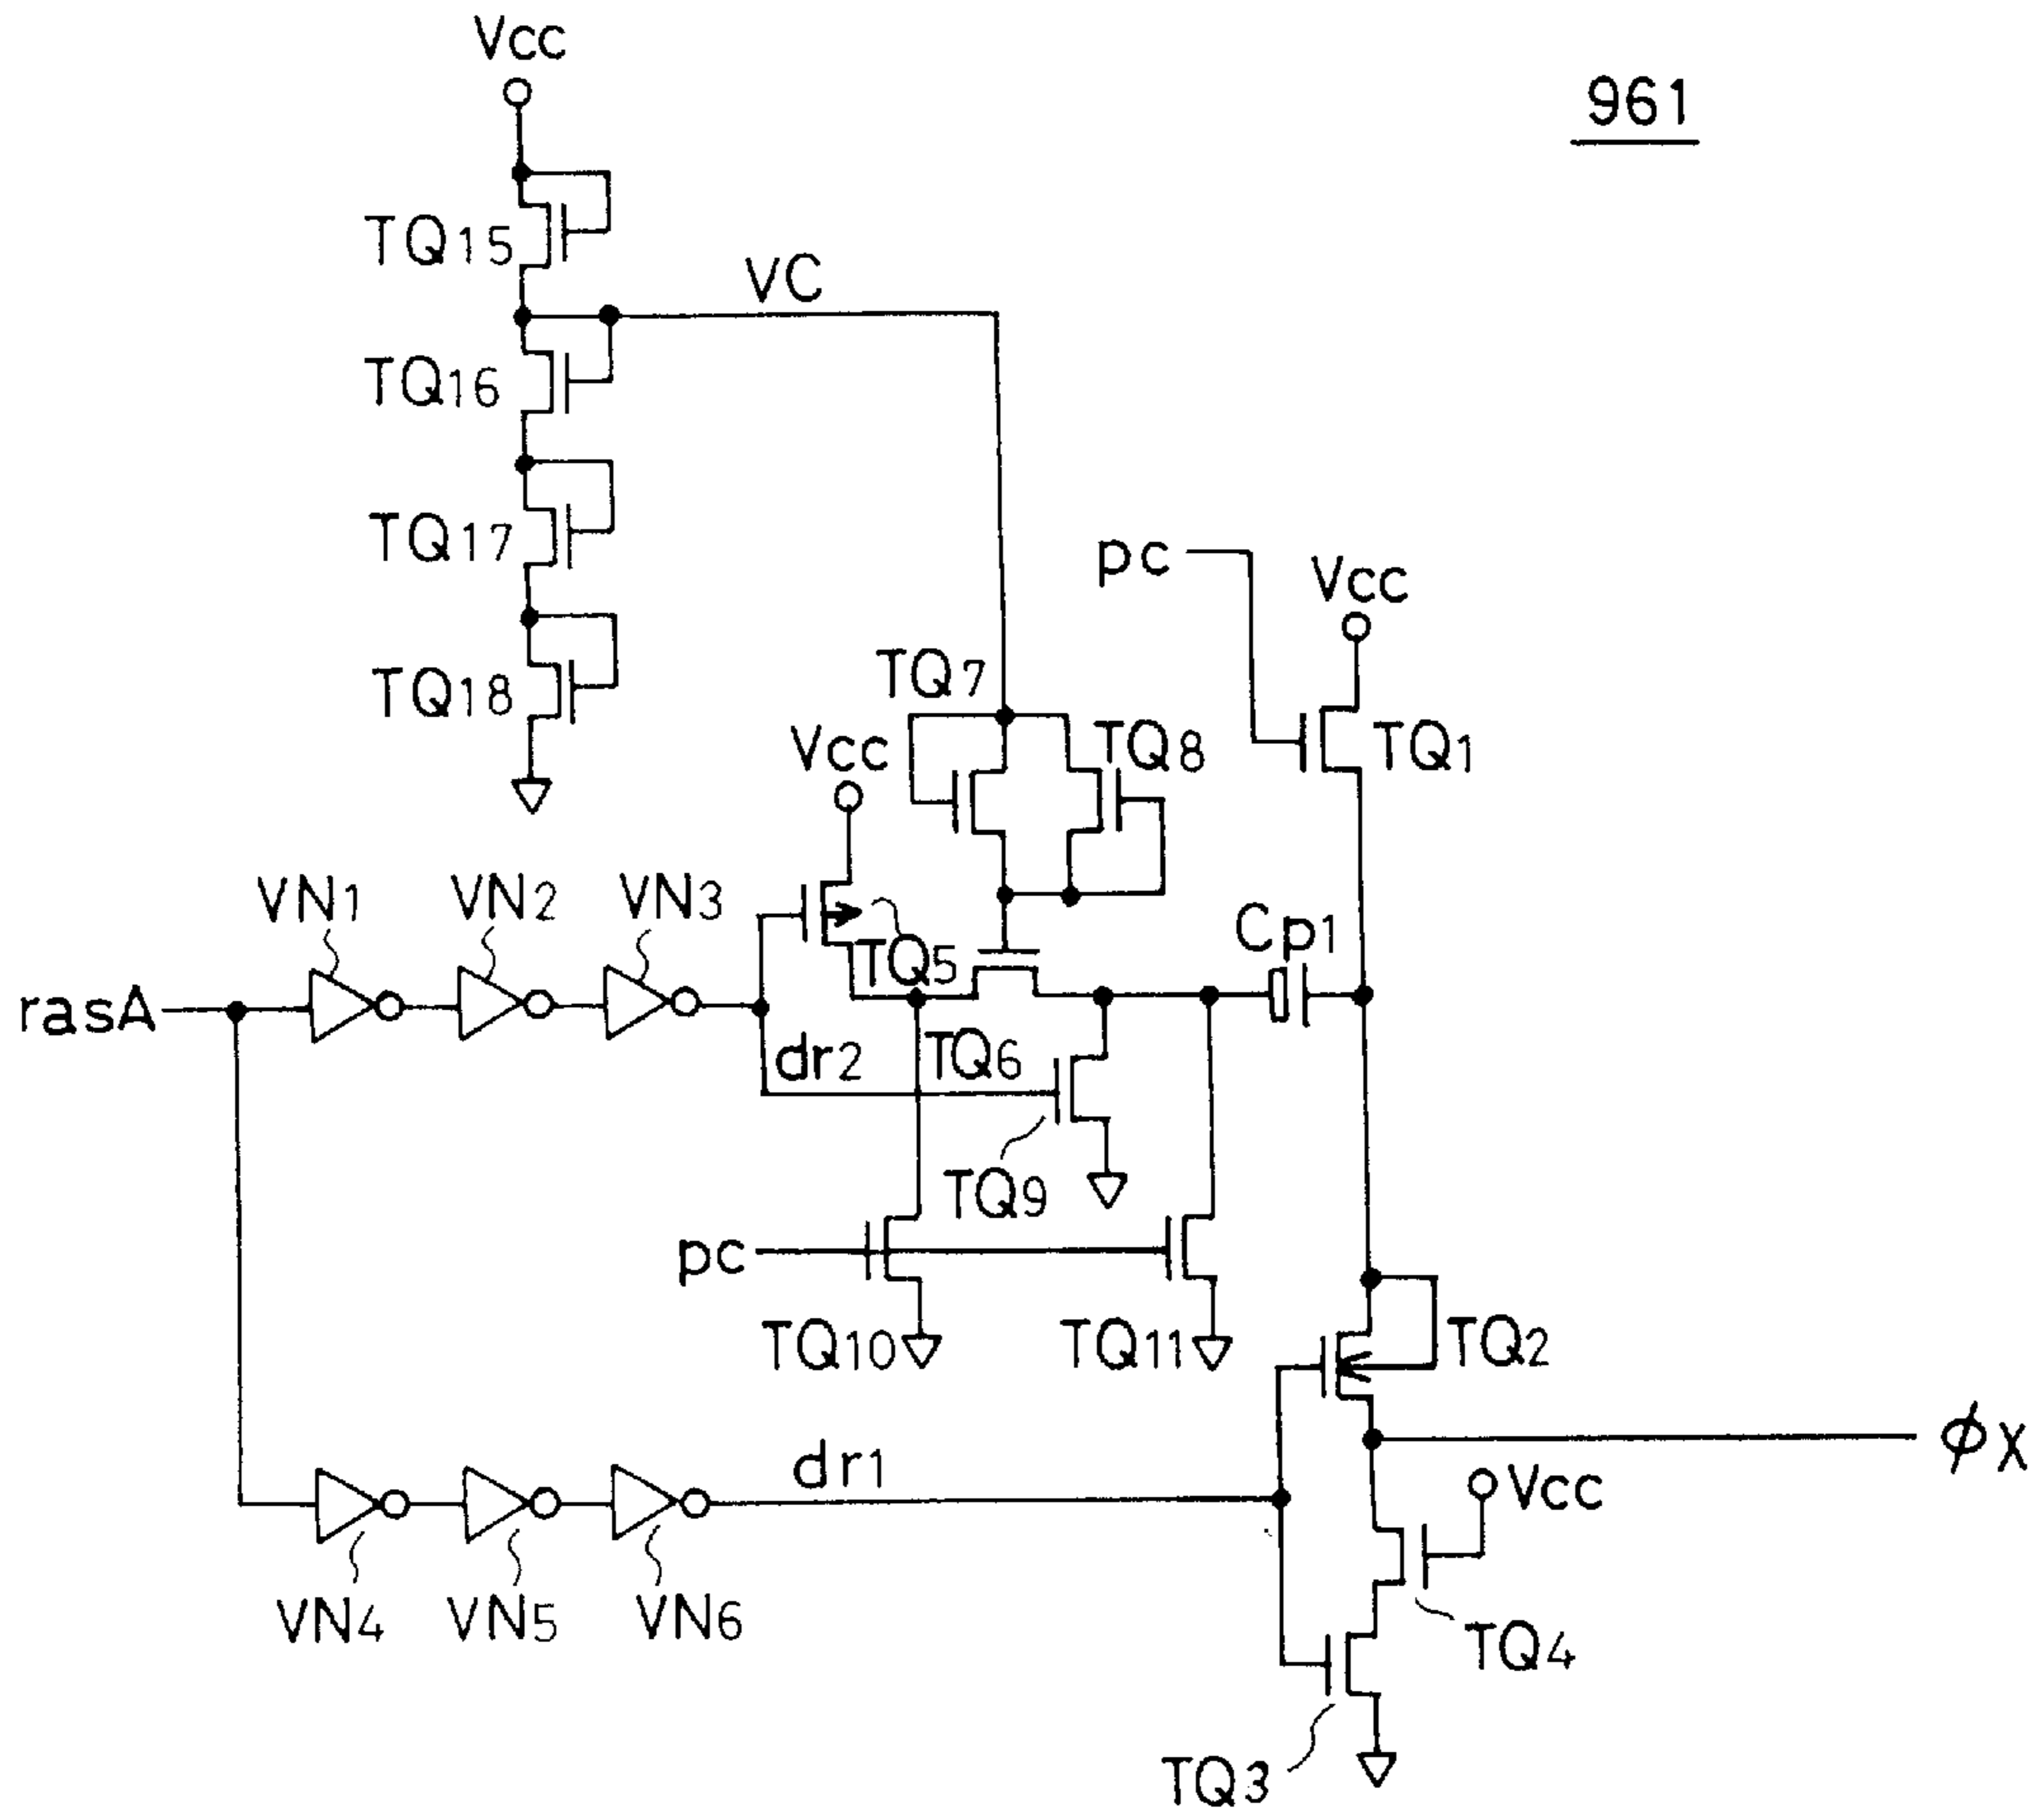 Vcc
961
TQ15
VC
TQ16
TQ17
pc
Vcc
TQ18
TQ7
Vcc
TQ8
TQ1
VN1
VN2
VN3
TQ5
Cp1
rasA
dr2
TQ6
TQ9
pc
TQ10
TQ11
TQ2
dr1
ϕX
Vcc
VN4
VN5
VN6
TQ4
TQ3